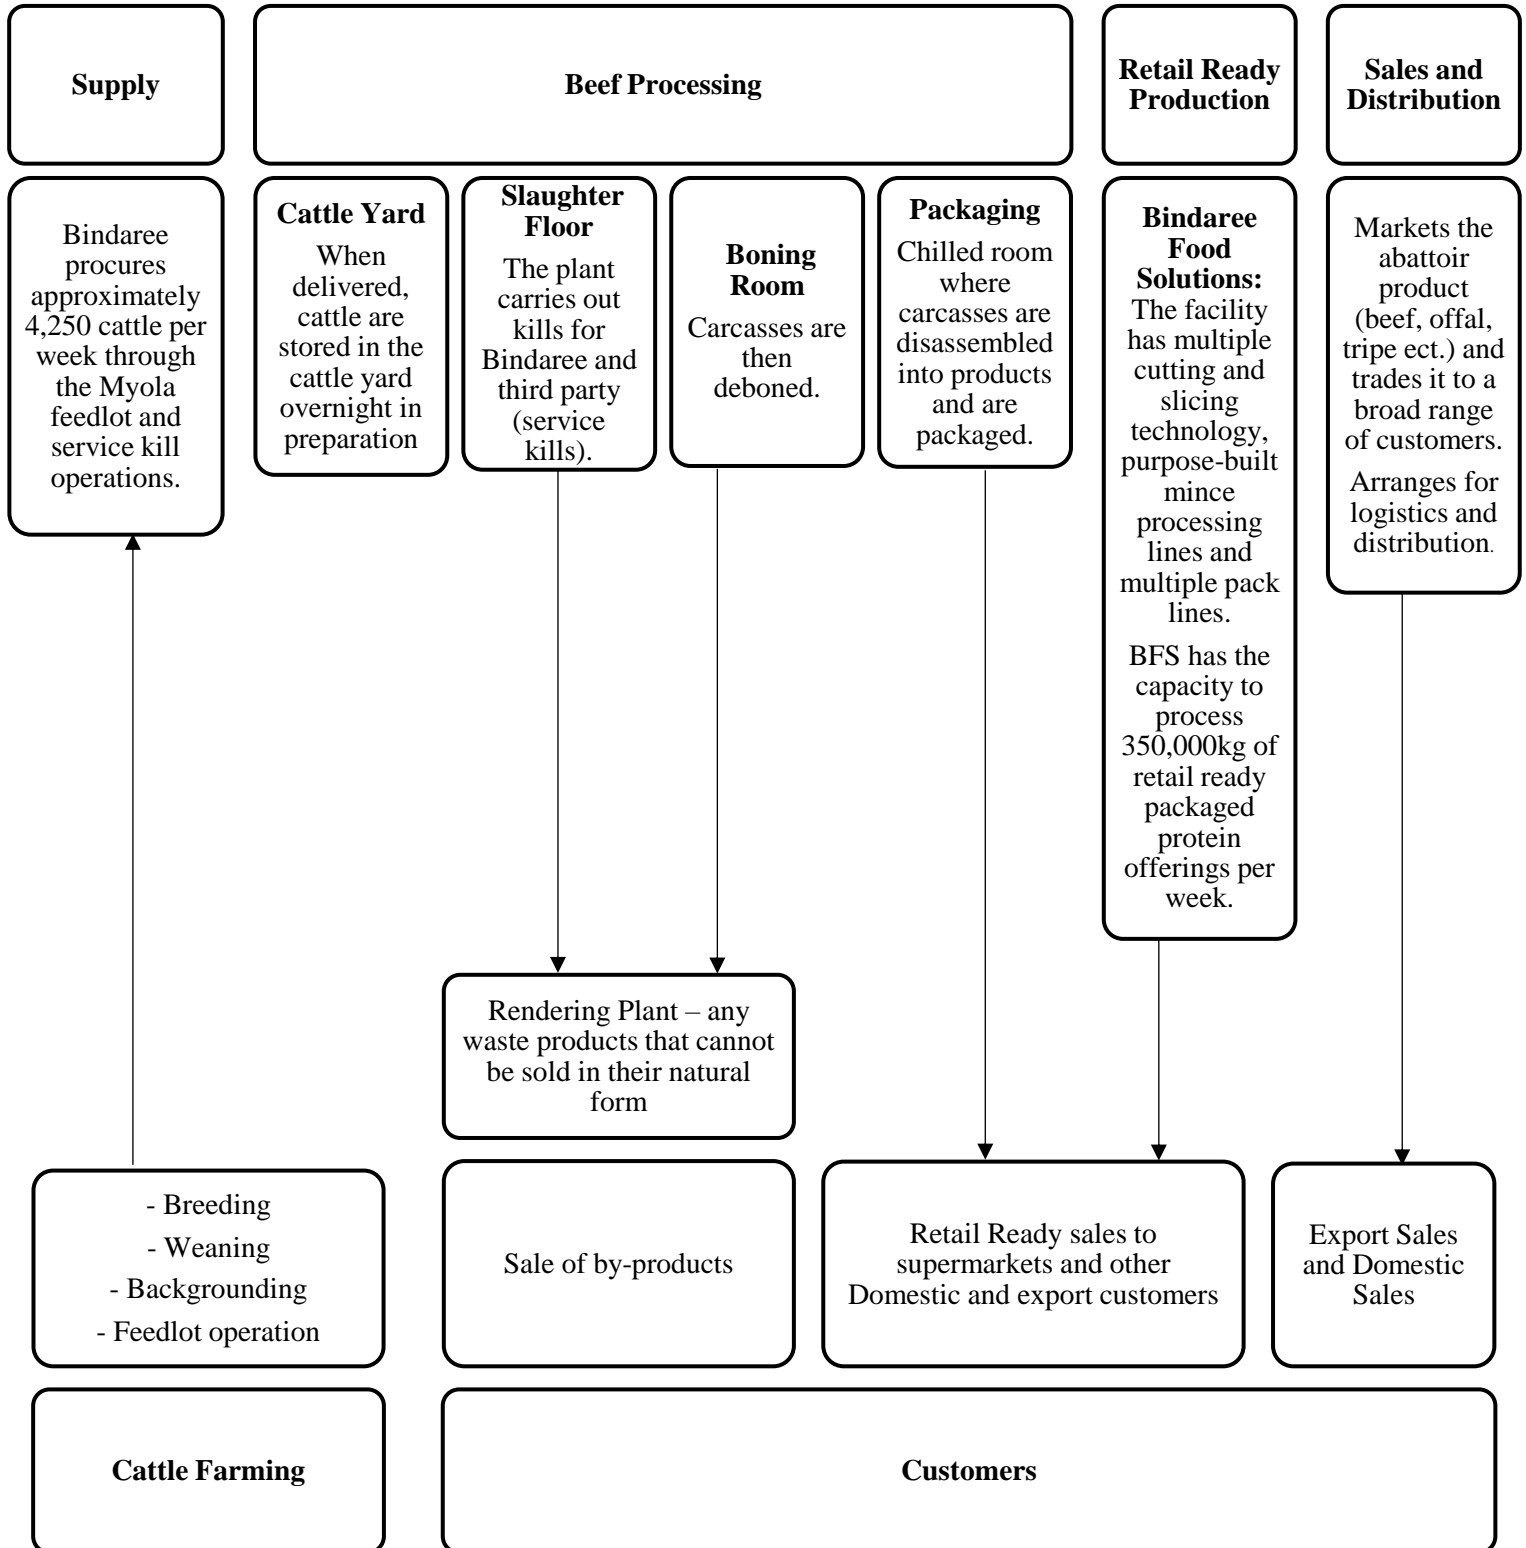 Supply
Beef Processing
Retail Ready
Production
Sales and
Distribution
Bindaree
procures
approximately
4,250 cattle per
week through
the Myola
feedlot and
service kill
operations.
Cattle Yard
When
delivered,
cattle are
stored in the
cattle yard
overnight in
preparation
Slaughter
Floor
The plant
carries out
kills for
Bindaree and
third party
(service
kills).
Boning
Room
Carcasses are
then
deboned.
Packaging
Chilled room
where
carcasses are
disassembled
into products
and are
packaged.
Bindaree
Food
Solutions:
The facility
has multiple
cutting and
slicing
technology,
purpose-built
mince
processing
lines and
multiple pack
lines.
BFS has the
capacity to
process
350,000kg of
retail ready
packaged
protein
offerings per
week.
Markets the
abattoir
product
(beef, offal,
tripe ect.) and
trades it to a
broad range
of customers.
Arranges for
logistics and
distribution.
Rendering Plant – any
waste products that cannot
be sold in their natural
form
- Breeding
- Weaning
- Backgrounding
- Feedlot operation
Sale of by-products
Retail Ready sales to
supermarkets and other
Domestic and export customers
Export Sales
and Domestic
Sales
Cattle Farming
Customers